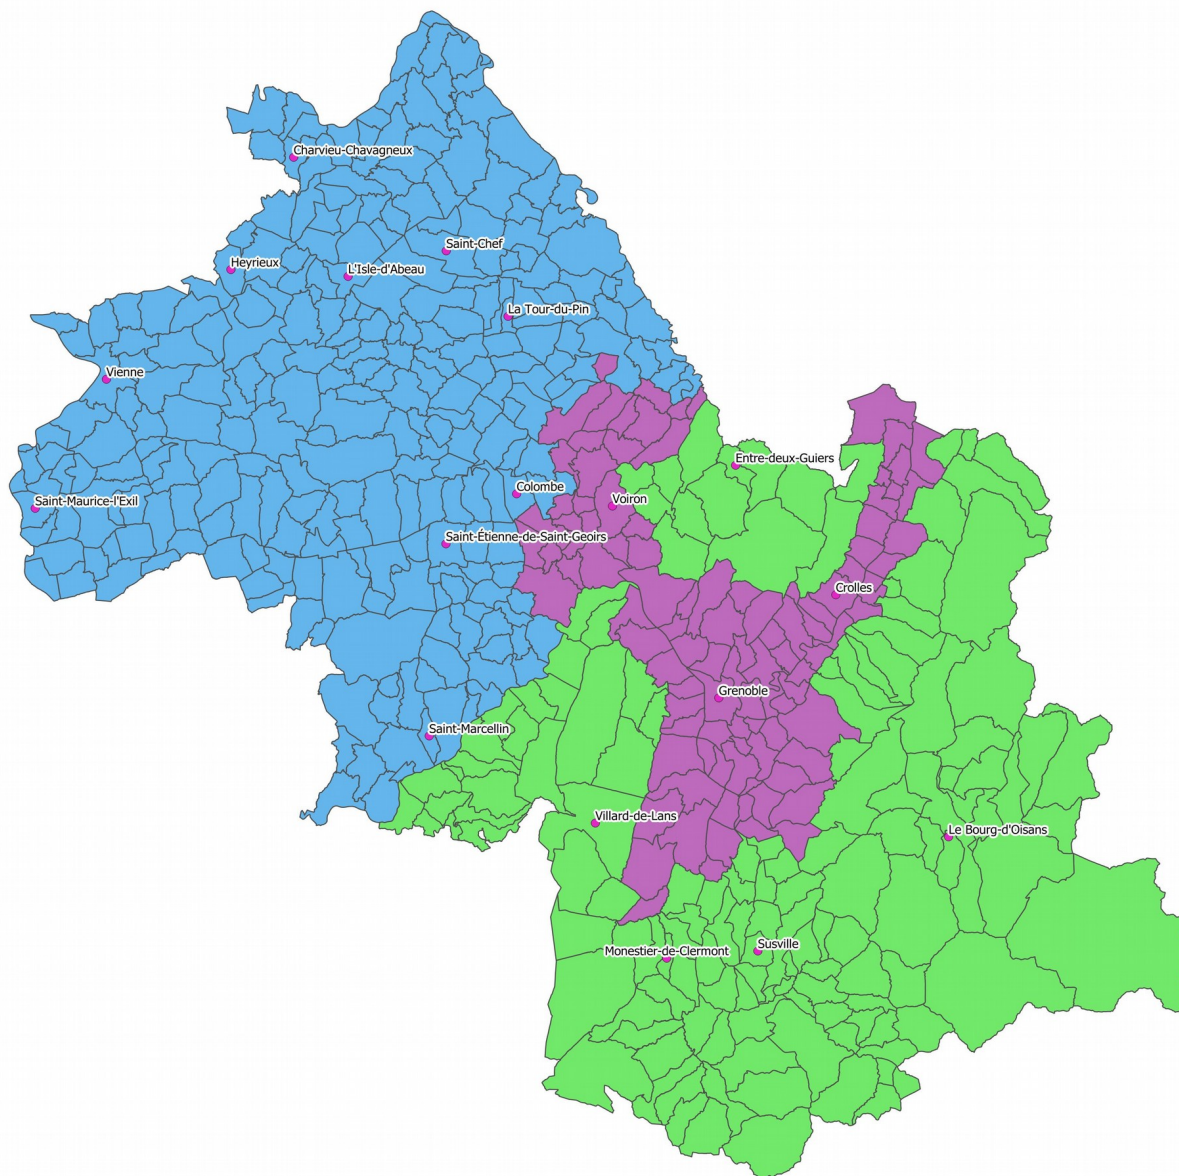 Charvieu-Chavagneux
Saint-Chef
Heyrieux
L'Isle-d'Abeau
La Tour-du-Pin
Vienne
Entre-deux-Guiers
Colombe
Saint-Maurice-l'Exil
Voiron
Saint-Étienne-de-Saint-Geoirs
Crolles
Grenoble
Saint-Marcellin
Villard-de-Lans
Le Bourg-d'Oisans
Susville
Monestier-de-Clermont